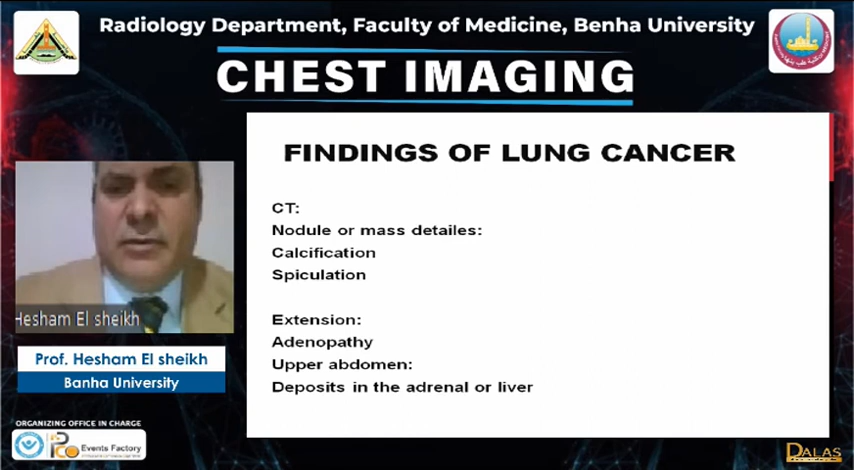 Radiology Department, Faculty of Medicine, Benha University
CHEST IMAGING
FINDINGS OF LUNG CANCER
CT:
Nodule or mass detailes:
Calcification
Spiculation
Extension:
Adenopathy
Upper abdomen:
Deposits in the adrenal or liver
Hesham El sheikh
Prof. Hesham El sheikh
Banha University
ORGANIZING OFFICE IN CHARGE
Events Factory
DALAS